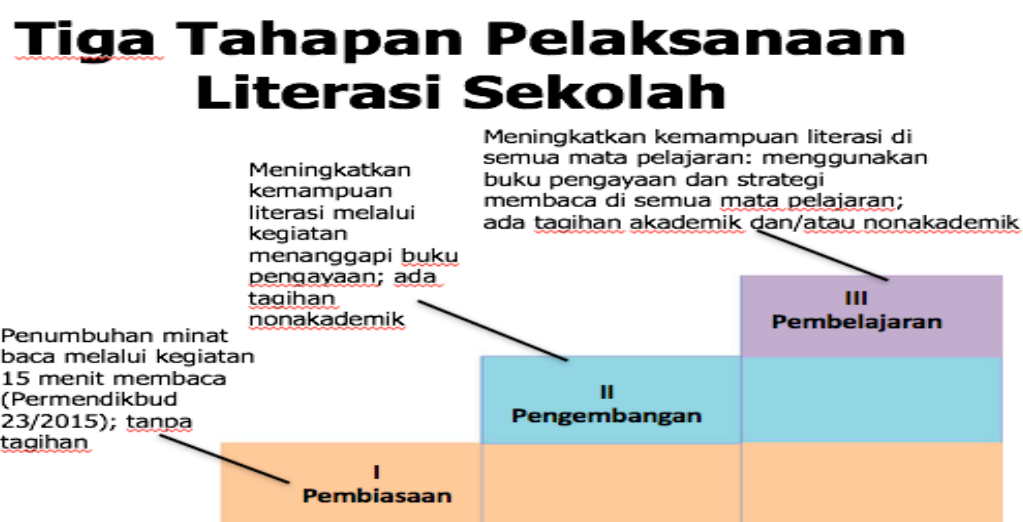 Tiga Tahapan Pelaksanaan
Literasi Sekolah
Penumbuhan minat
baca melalui kegiatan
15 menit membaca
(Permendikbud
23/2015); tanpa
tagihan
Meningkatkan
kemampuan
literasi melalui
kegiatan
menanggapi buku
pengayaan; ada
tagihan
nonakademik
Meningkatkan kemampuan literasi di
semua mata pelajaran: menggunakan
buku pengayaan dan strategi
membaca di semua mata pelajaran;
ada tagihan akademik dan/atau nonakademik
I
Pembiasaan
II
Pengembangan
III
Pembelajaran